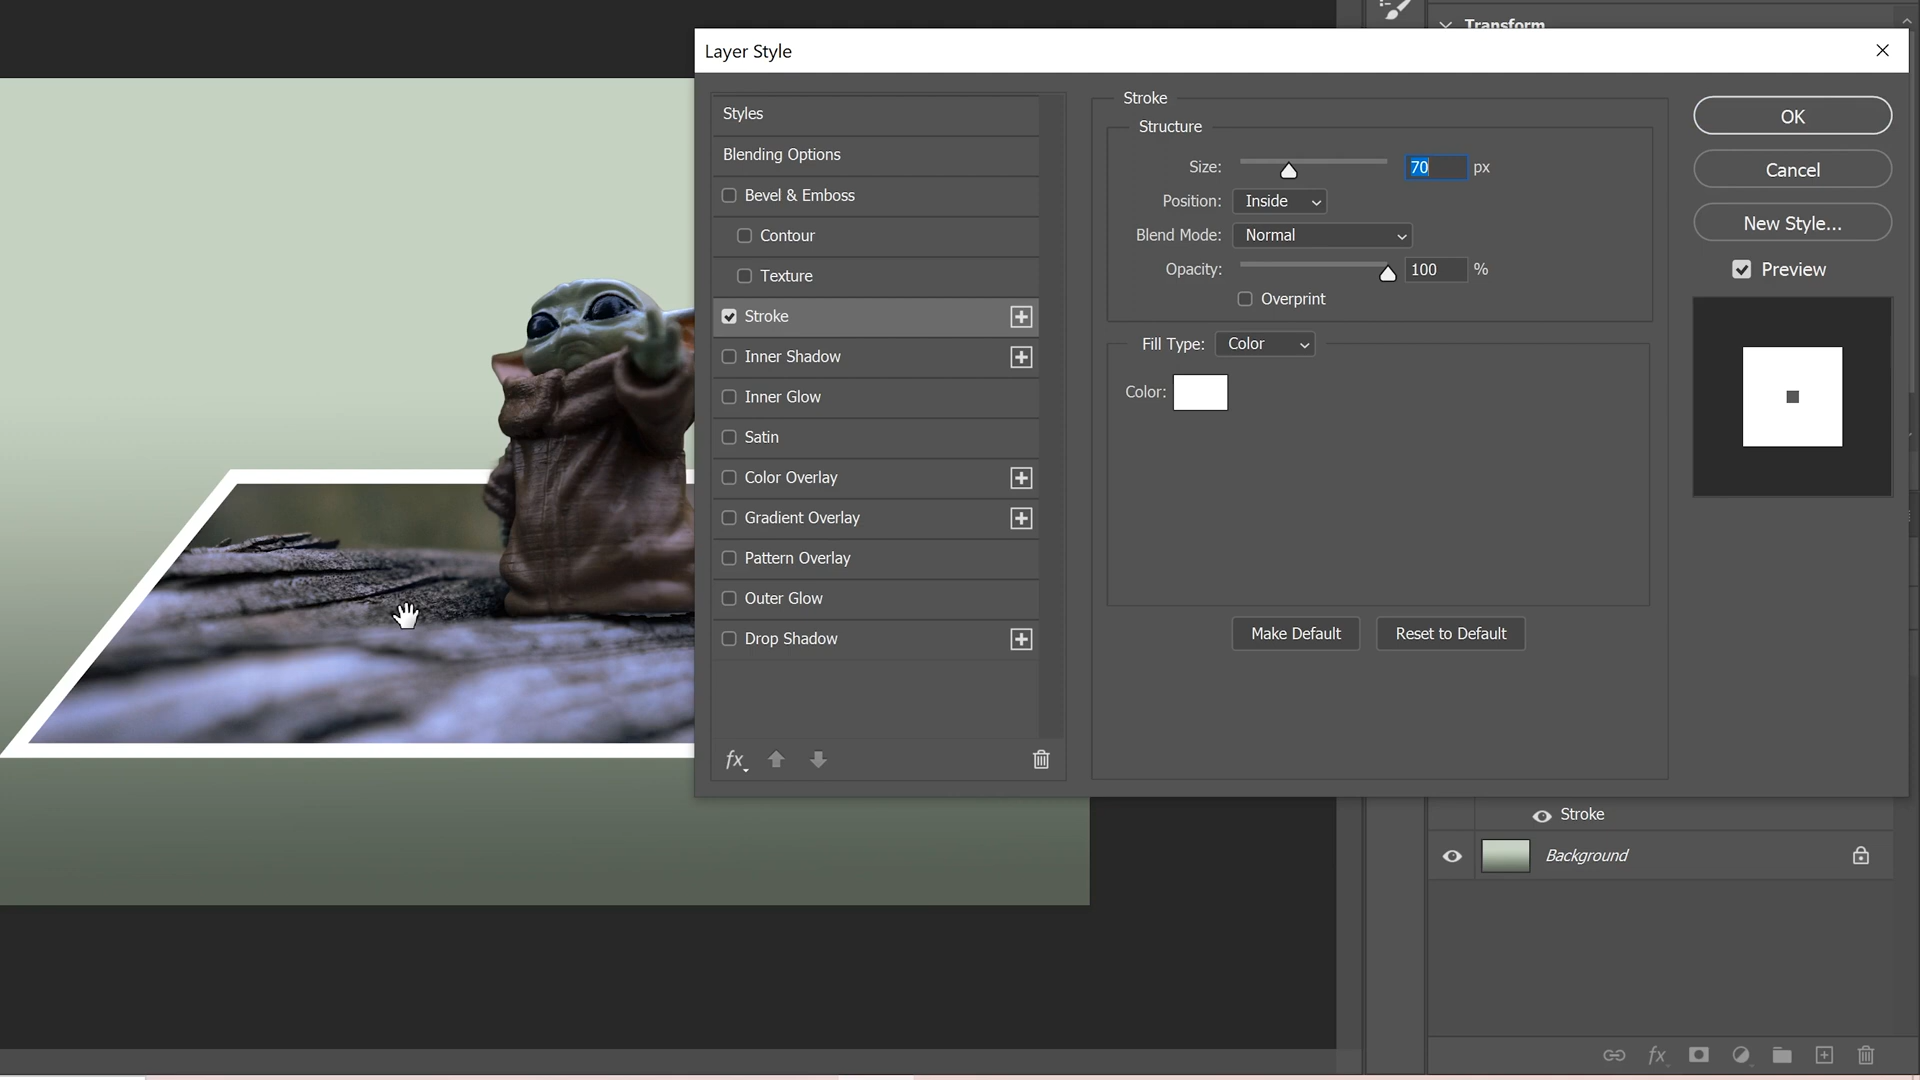 Transform
Layer Style
Styles
Blending Options
Bevel & Emboss
Contour
Texture
Stroke
Inner Shadow
Inner Glow
Satin
Color Overlay
Gradient Overlay
Pattern Overlay
Outer Glow
Drop Shadow
fx
Stroke
Structure
Size: 70 px
Position: Inside
Blend Mode: Normal
Opacity: 100 %
Overprint
Fill Type: Color
Color:
Make Default Reset to Default
OK
Cancel
New Style...
Preview
Stroke
Background
fx